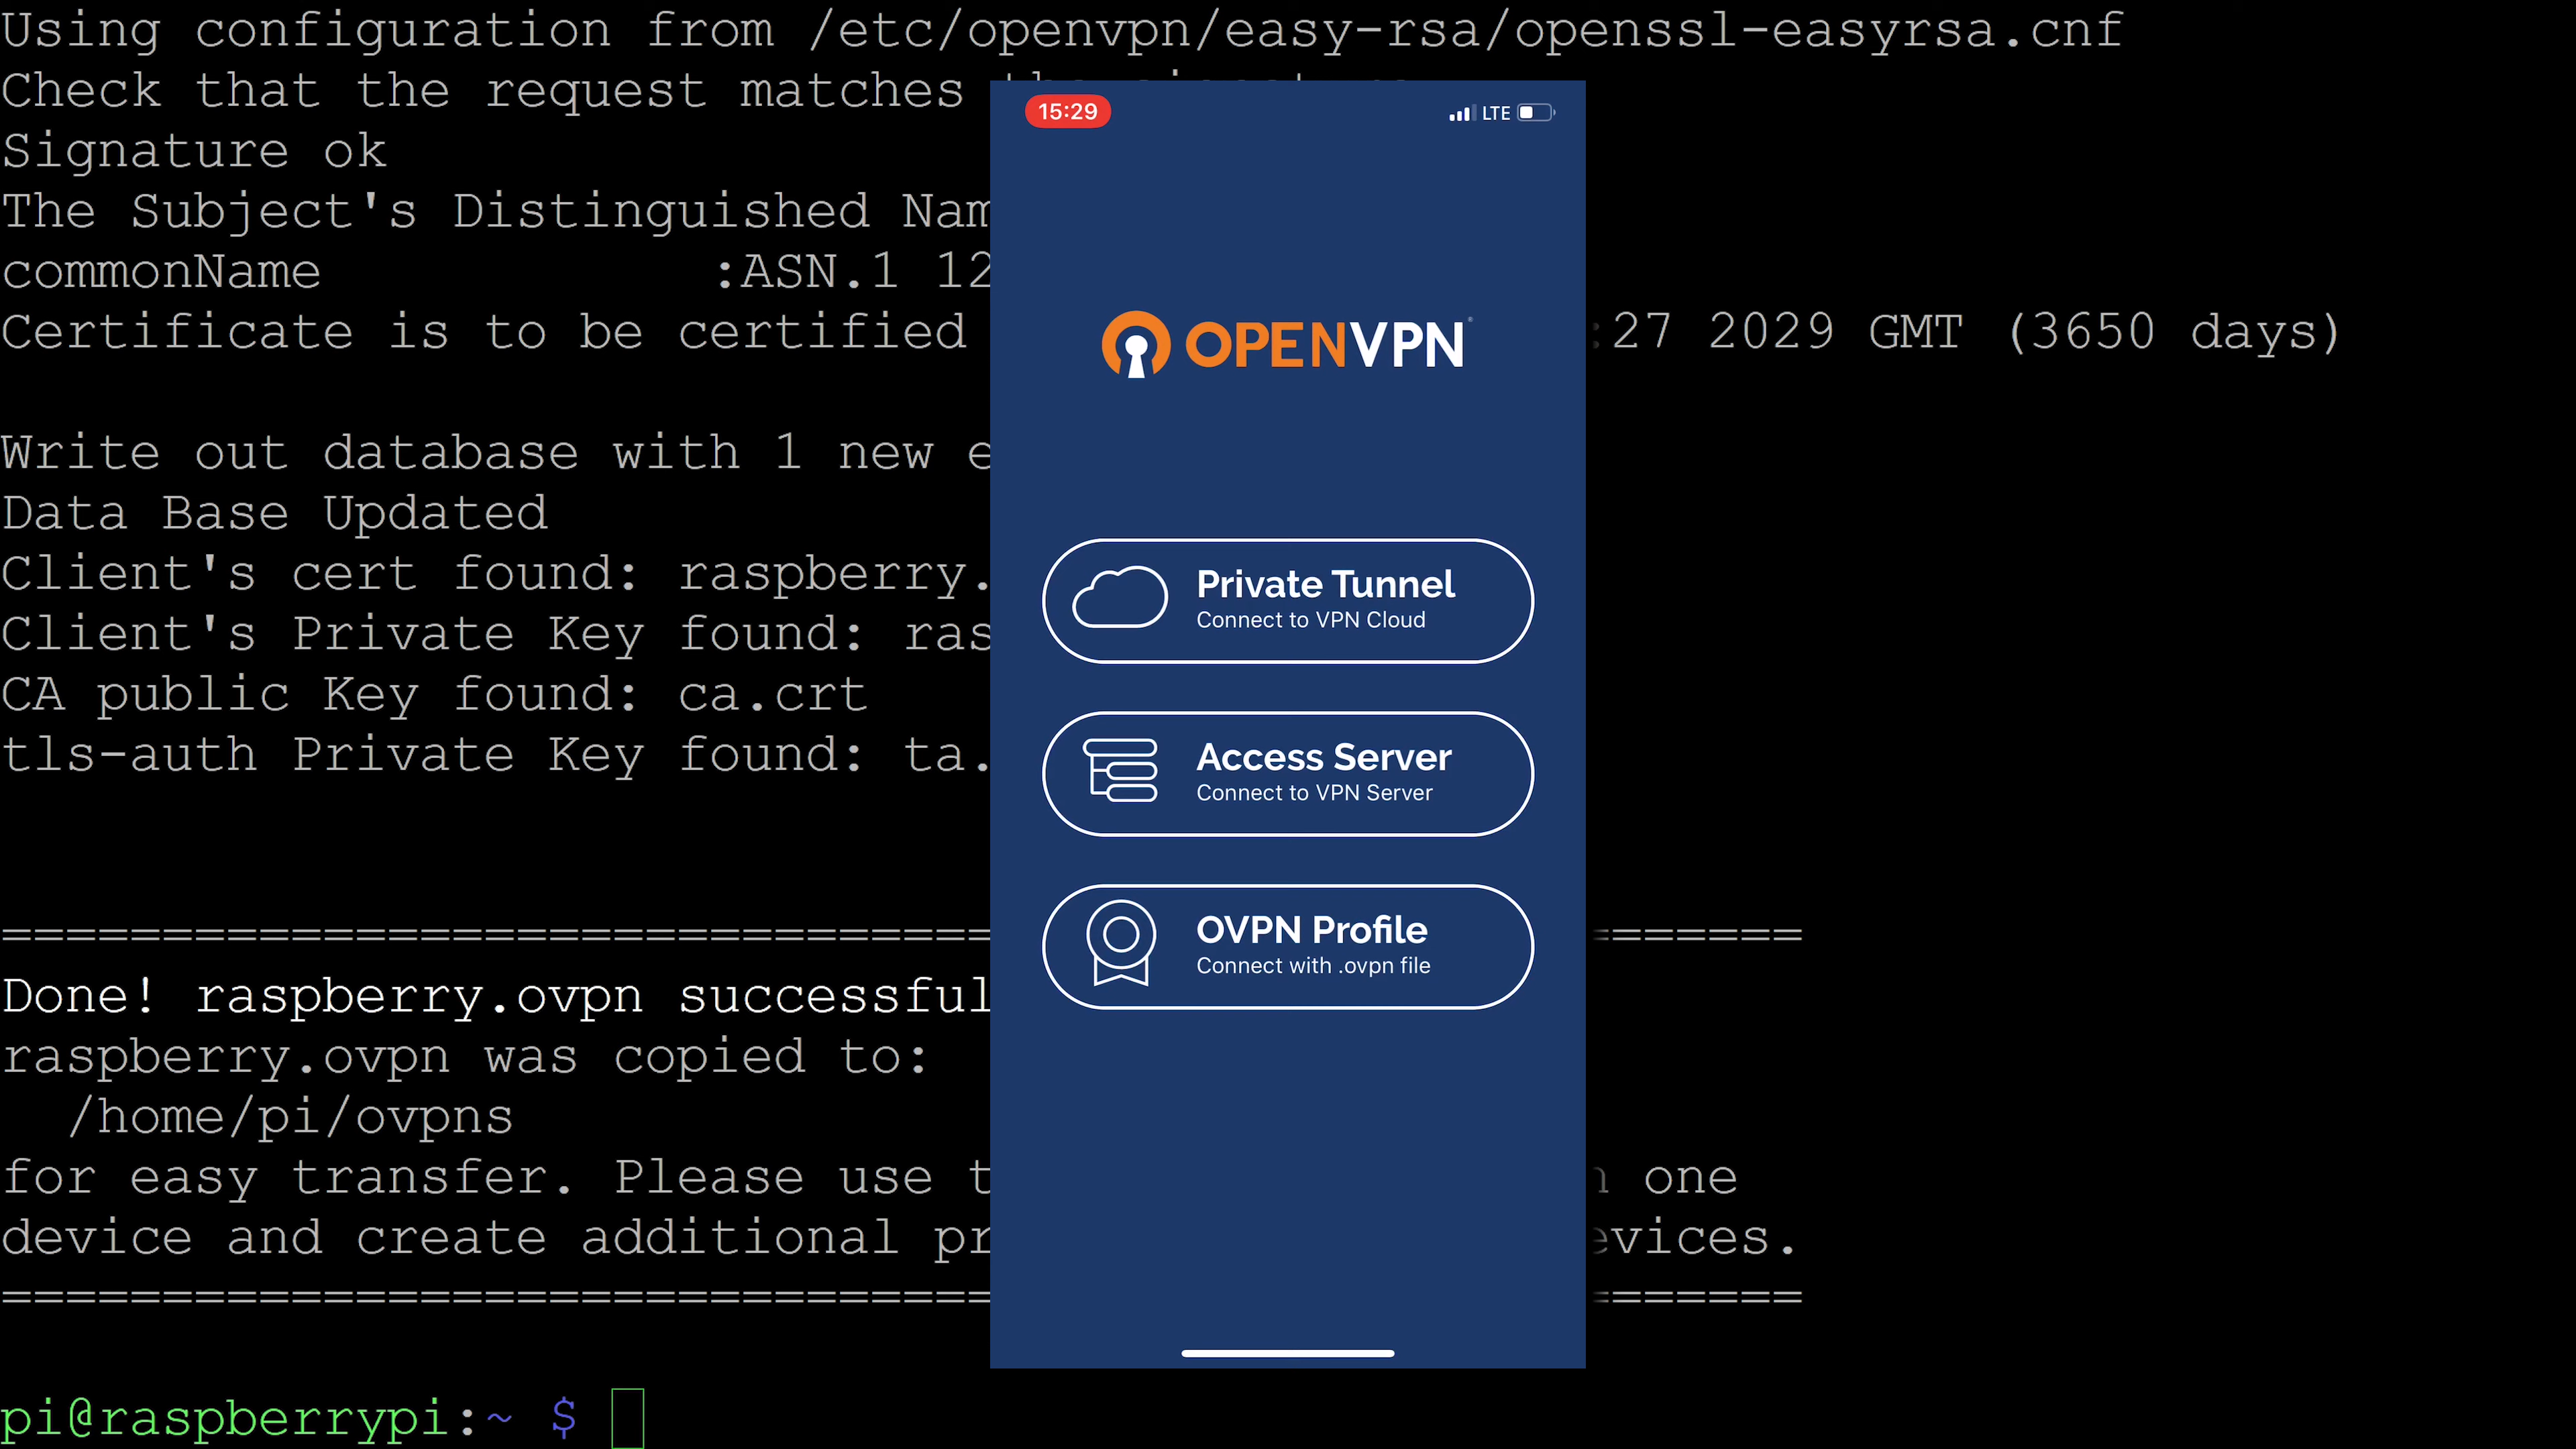 Using configuration from /etc/openvpn/easy-rsa/openssl-easyrsa.cnf
Check that the request matches
Signature ok
The Subject's Distinguished Nam
commonName :ASN.1 12
Certificate is to be certified :27 2029 GMT (3650 days)
Write out database with 1 new e
Data Base Updated
Client's cert found: raspberry.
Client's Private Key found: ras
CA public Key found: ca.crt
tls-auth Private Key found: ta.
==================================== =======
Done! raspberry.ovpn successful
raspberry.ovpn was copied to:
/home/pi/ovpns
for easy transfer. Please use t n one
device and create additional pr evices.
==================================== =======
pi@raspberrypi:~ $
15:29 LTE
OPENVPN
Private Tunnel
Connect to VPN Cloud
Access Server
Connect to VPN Server
OVPN Profile
Connect with .ovpn file